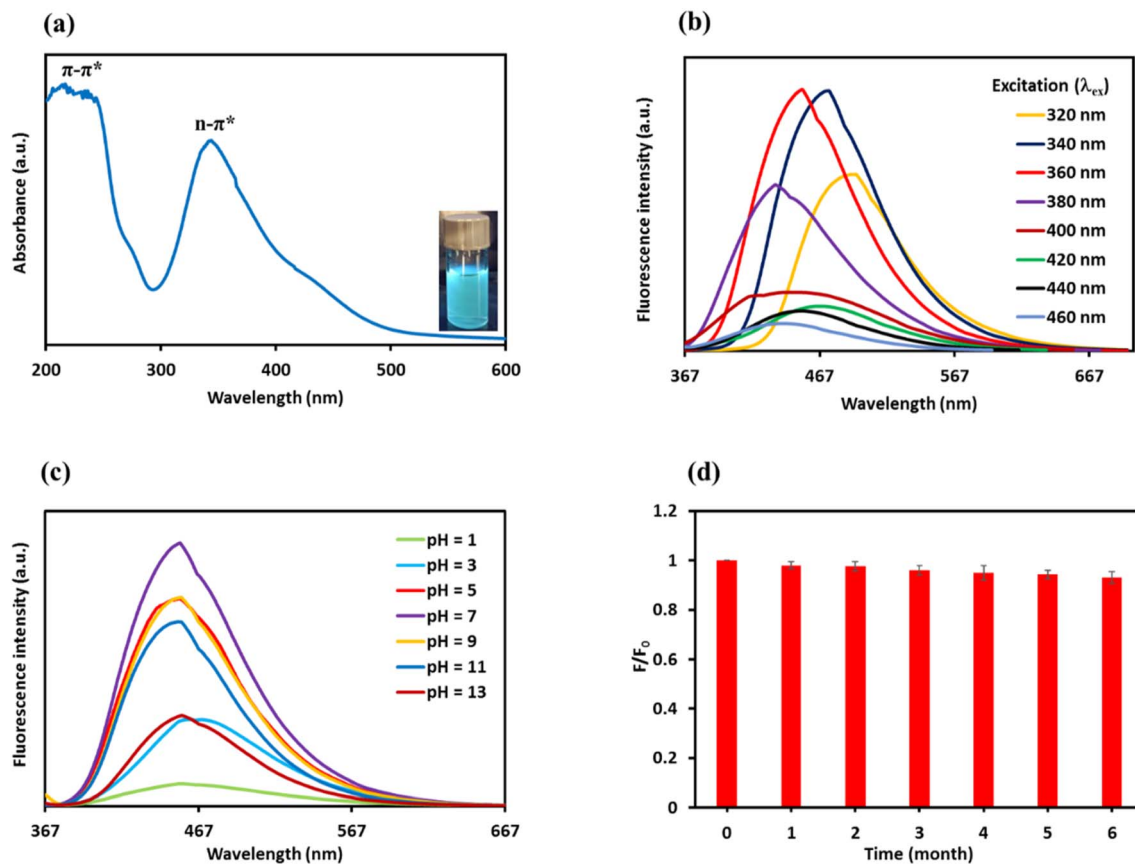 (a)
π-π*
n-π*
Absorbance (a.u.)
200
300
400
500
600
Wavelength (nm)
(b)
Fluorescence intensity (a.u.)
Excitation (λex)
320 nm
340 nm
360 nm
380 nm
400 nm
420 nm
440 nm
460 nm
367
467
567
667
Wavelength (nm)
(c)
Fluorescence intensity (a.u.)
pH = 1
pH = 3
pH = 5
pH = 7
pH = 9
pH = 11
pH = 13
367
467
567
667
Wavelength (nm)
(d)
F/F₀
1.2
1
0.8
0.6
0.4
0.2
0
0
1
2
3
4
5
6
Time (month)